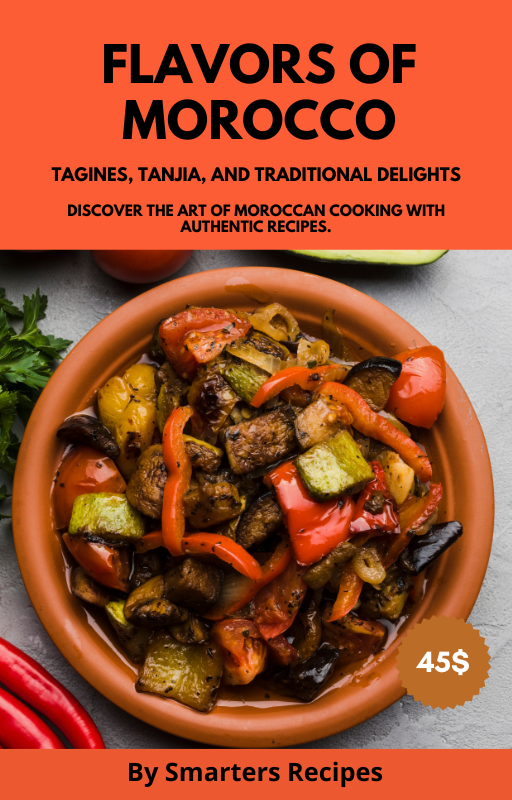 FLAVORS OF
MOROCCO
TAGINES, TANJIA, AND TRADITIONAL DELIGHTS
DISCOVER THE ART OF MOROCCAN COOKING WITH
AUTHENTIC RECIPES.
45$
By Smarters Recipes